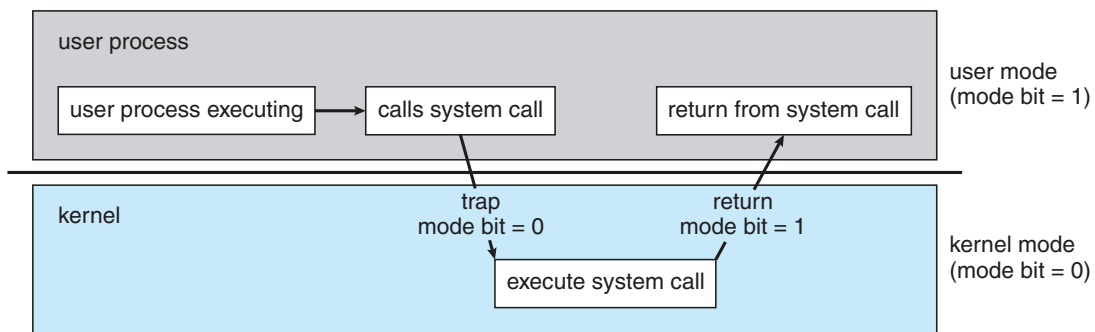 user process
user process executing
calls system call
return from system call
user mode
(mode bit = 1)
kernel
trap
mode bit = 0
return
mode bit = 1
execute system call
kernel mode
(mode bit = 0)